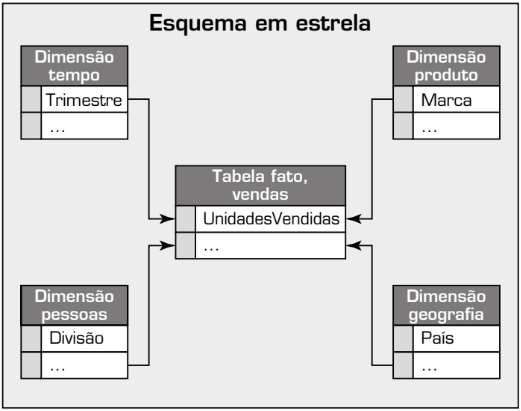 Esquema em estrela
Dimensão
tempo
Trimestre
...
Dimensão
produto
Marca
...
Tabela fato,
vendas
UnidadesVendidas
...
Dimensão
pessoas
Divisão
...
Dimensão
geografia
País
...